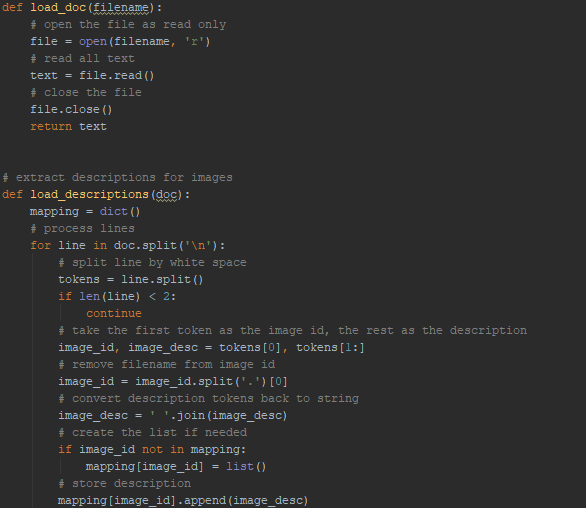 def load_doc(filename):
    # open the file as read only
    file = open(filename, 'r')
    # read all text
    text = file.read()
    # close the file
    file.close()
    return text


# extract descriptions for images
def load_descriptions(doc):
    mapping = dict()
    # process lines
    for line in doc.split('\n'):
        # split line by white space
        tokens = line.split()
        if len(line) < 2:
            continue
        # take the first token as the image id, the rest as the description
        image_id, image_desc = tokens[0], tokens[1:]
        # remove filename from image id
        image_id = image_id.split('.')[0]
        # convert description tokens back to string
        image_desc = ' '.join(image_desc)
        # create the list if needed
        if image_id not in mapping:
            mapping[image_id] = list()
        # store description
        mapping[image_id].append(image_desc)